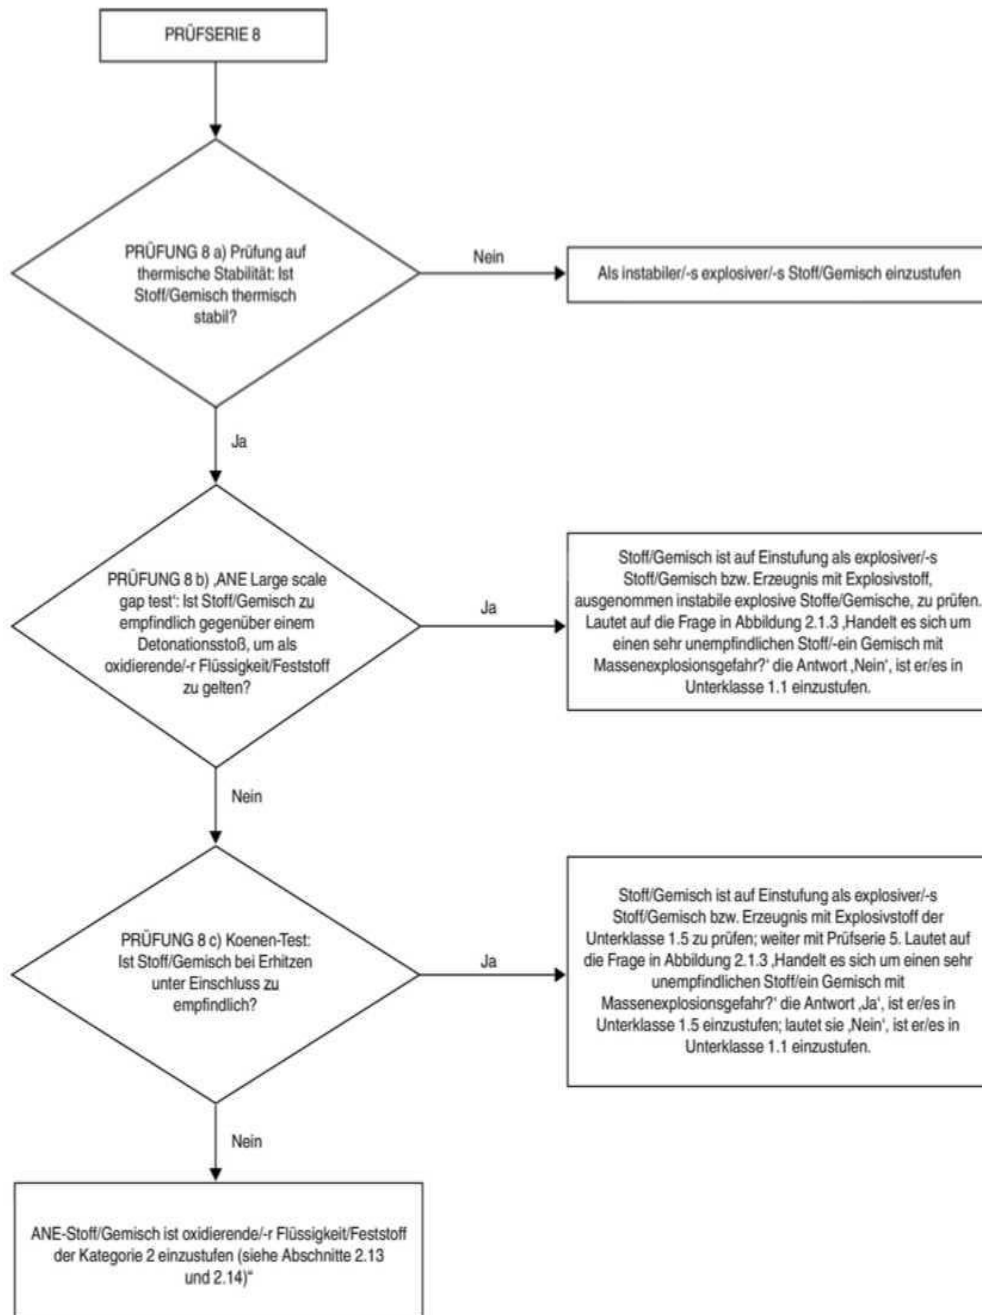 PRÜFSERIE 8
PRÜFUNG 8 a) Prüfung auf
thermische Stabilität: Ist
Stoff/Gemisch thermisch
stabil?
Nein
Als instabiler/-s explosiver/-s Stoff/Gemisch einzustufen
Ja
PRÜFUNG 8 b) ‚ANE Large scale
gap test‘: Ist Stoff/Gemisch zu
empfindlich gegenüber einem
Detonationsstoß, um als
oxidierende/-r Flüssigkeit/Feststoff
zu gelten?
Ja
Stoff/Gemisch ist auf Einstufung als explosiver/-s
Stoff/Gemisch bzw. Erzeugnis mit Explosivstoff,
ausgenommen instabile explosive Stoffe/Gemische, zu prüfen.
Lautet auf die Frage in Abbildung 2.1.3 ‚Handelt es sich um
einen sehr unempfindlichen Stoff/-ein Gemisch mit
Massenexplosionsgefahr?‘ die Antwort ‚Nein‘, ist er/es in
Unterklasse 1.1 einzustufen.
Nein
PRÜFUNG 8 c) Koenen-Test:
Ist Stoff/Gemisch bei Erhitzen
unter Einschluss zu
empfindlich?
Ja
Stoff/Gemisch ist auf Einstufung als explosiver/-s
Stoff/Gemisch bzw. Erzeugnis mit Explosivstoff der
Unterklasse 1.5 zu prüfen; weiter mit Prüfserie 5. Lautet auf
die Frage in Abbildung 2.1.3 ‚Handelt es sich um einen sehr
unempfindlichen Stoff/ein Gemisch mit
Massenexplosionsgefahr?‘ die Antwort ‚Ja‘, ist er/es in
Unterklasse 1.5 einzustufen; lautet sie ‚Nein‘, ist er/es in
Unterklasse 1.1 einzustufen.
Nein
ANE-Stoff/Gemisch ist oxidierende/-r Flüssigkeit/Feststoff
der Kategorie 2 einzustufen (siehe Abschnitte 2.13
und 2.14)“